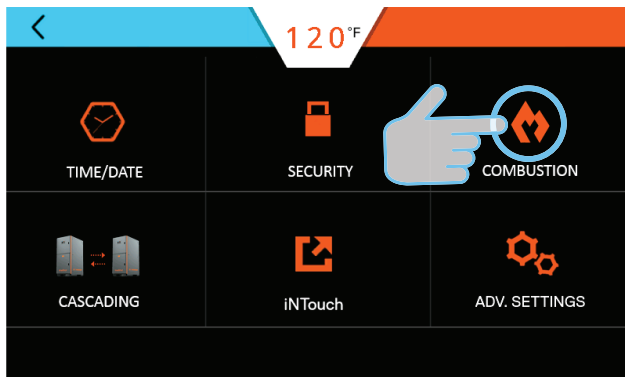 120°F
TIME/DATE
SECURITY
COMBUSTION
CASCADING
iNTouch
ADV. SETTINGS